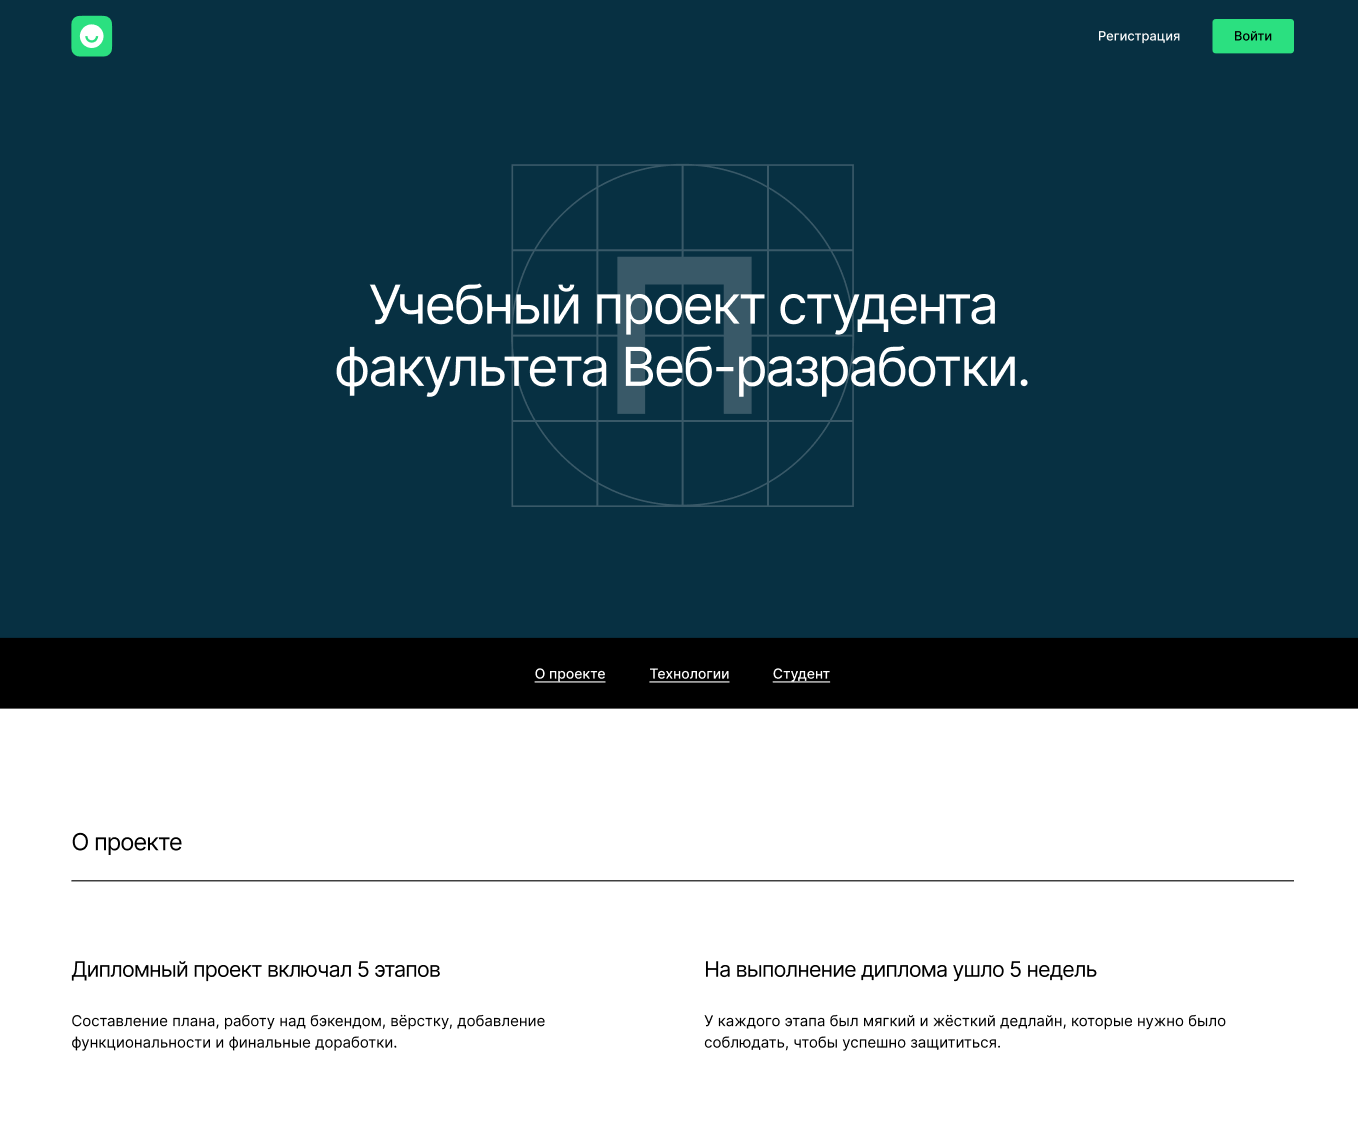 Регистрация
Войти
П
Учебный проект студента
факультета Веб-разработки.
О проекте
Технологии
Студент
О проекте
Дипломный проект включал 5 этапов
Составление плана, работу над бэкендом, вёрстку, добавление
функциональности и финальные доработки.
На выполнение диплома ушло 5 недель
У каждого этапа был мягкий и жёсткий дедлайн, которые нужно было
соблюдать, чтобы успешно защититься.